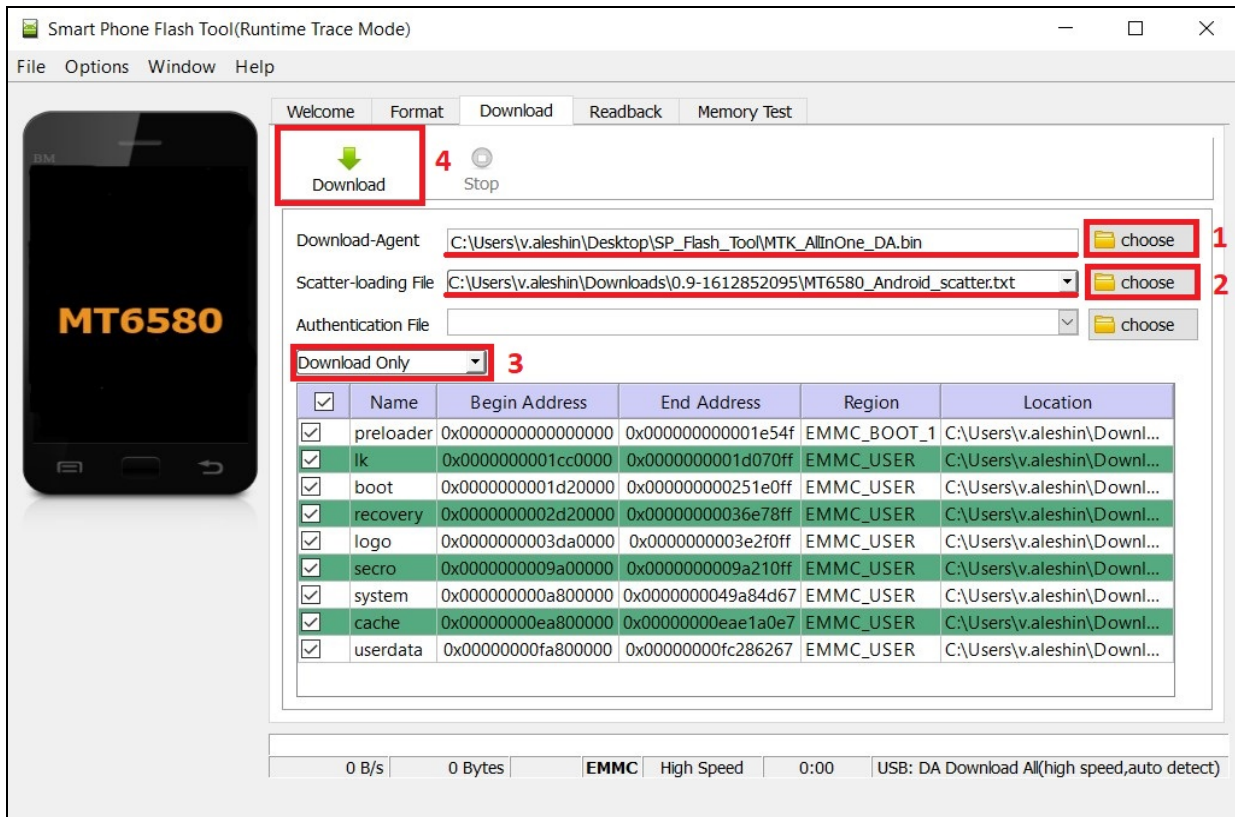 Smart Phone Flash Tool(Runtime Trace Mode)
File Options Window Help
Welcome Format Download Readback Memory Test
BM
MT6580
Download 4 Stop
Download-Agent C:\Users\v.aleshin\Desktop\SP_Flash_Tool\MTK_AllInOne_DA.bin choose 1
Scatter-loading File C:\Users\v.aleshin\Downloads\0.9-1612852095\MT6580_Android_scatter.txt choose 2
Authentication File choose
Download Only 3
Name Begin Address End Address Region Location
preloader 0x0000000000000000 0x000000000001e54f EMMC_BOOT_1 C:\Users\v.aleshin\Downl...
lk 0x0000000001cc0000 0x0000000001d070ff EMMC_USER C:\Users\v.aleshin\Downl...
boot 0x0000000001d20000 0x000000000251e0ff EMMC_USER C:\Users\v.aleshin\Downl...
recovery 0x0000000002d20000 0x00000000036e78ff EMMC_USER C:\Users\v.aleshin\Downl...
logo 0x0000000003da0000 0x0000000003e2f0ff EMMC_USER C:\Users\v.aleshin\Downl...
secro 0x0000000009a00000 0x0000000009a210ff EMMC_USER C:\Users\v.aleshin\Downl...
system 0x000000000a800000 0x0000000049a84d67 EMMC_USER C:\Users\v.aleshin\Downl...
cache 0x00000000ea800000 0x00000000eae1a0e7 EMMC_USER C:\Users\v.aleshin\Downl...
userdata 0x00000000fa800000 0x00000000fc286267 EMMC_USER C:\Users\v.aleshin\Downl...
0 B/s 0 Bytes EMMC High Speed 0:00 USB: DA Download All(high speed,auto detect)